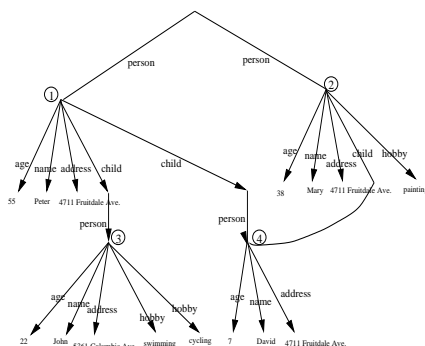 person person
1 2
age name address child child age name address child hobby
55 Peter 4711 Fruitdale Ave. 38 Mary 4711 Fruitdale Ave.
person person
3 4
age name address hobby hobby age name address
22 John swimming cycling 7 David 4711 Fruitdale Ave.